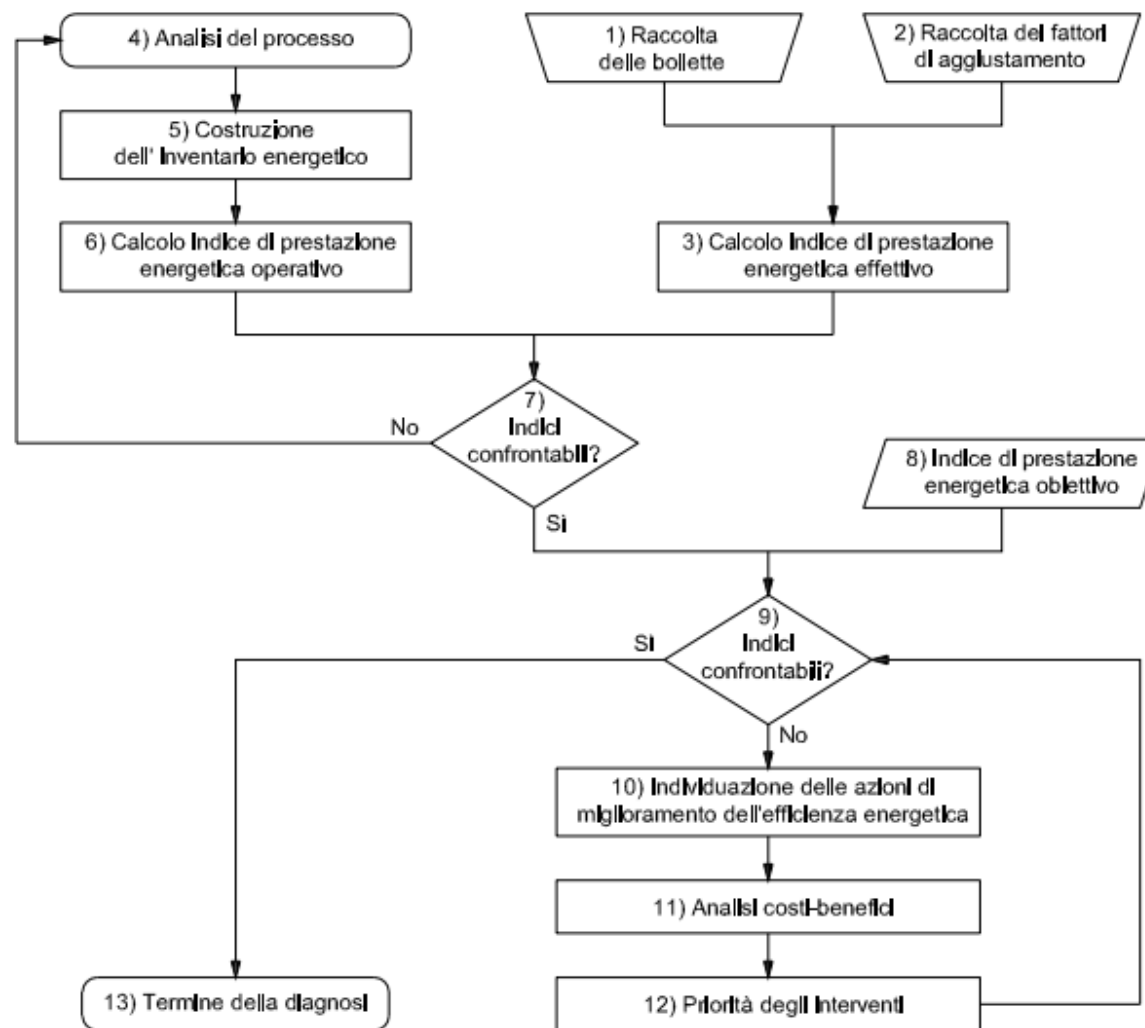 4) Analisi del processo
1) Raccolta
delle bollette
2) Raccolta dei fattori
di aggiustamento
5) Costruzione
dell' inventario energetico
6) Calcolo indice di prestazione
energetica operativo
3) Calcolo indice di prestazione
energetica effettivo
7)
Indici
confrontabili?
No
Sì
8) Indice di prestazione
energetica obiettivo
9)
Indici
confrontabili?
Sì
No
10) Individuazione delle azioni di
miglioramento dell'efficienza energetica
11) Analisi costi-benefici
12) Priorità degli interventi
13) Termine della diagnosi